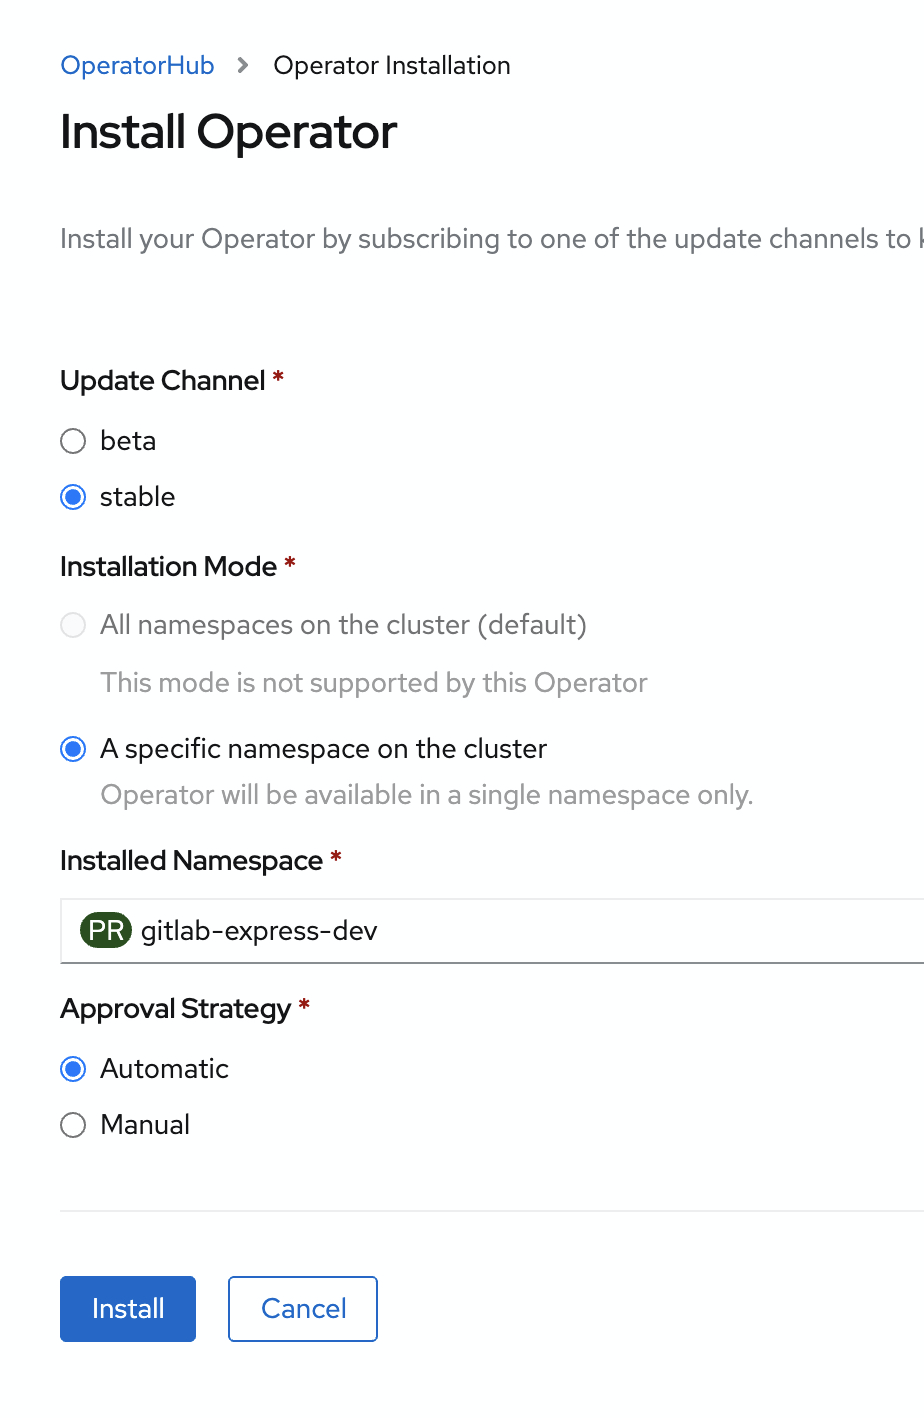 OperatorHub > Operator Installation
Install Operator
Install your Operator by subscribing to one of the update channels to
Update Channel *
beta
stable
Installation Mode *
All namespaces on the cluster (default)
This mode is not supported by this Operator
A specific namespace on the cluster
Operator will be available in a single namespace only.
Installed Namespace *
PR gitlab-express-dev
Approval Strategy *
Automatic
Manual
Install Cancel